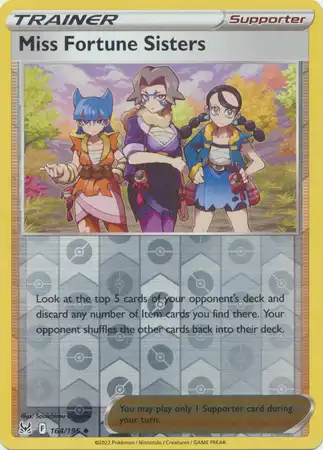 TRAINER
Supporter
Miss Fortune Sisters
Look at the top 5 cards of your opponent's deck and
discard any number of Item cards you find there. Your
opponent shuffles the other cards back into their deck.
Illus. Souichirou
F 164/196
You may play only 1 Supporter card during
your turn.
©2022 Pokémon / Nintendo / Creatures / GAME FREAK